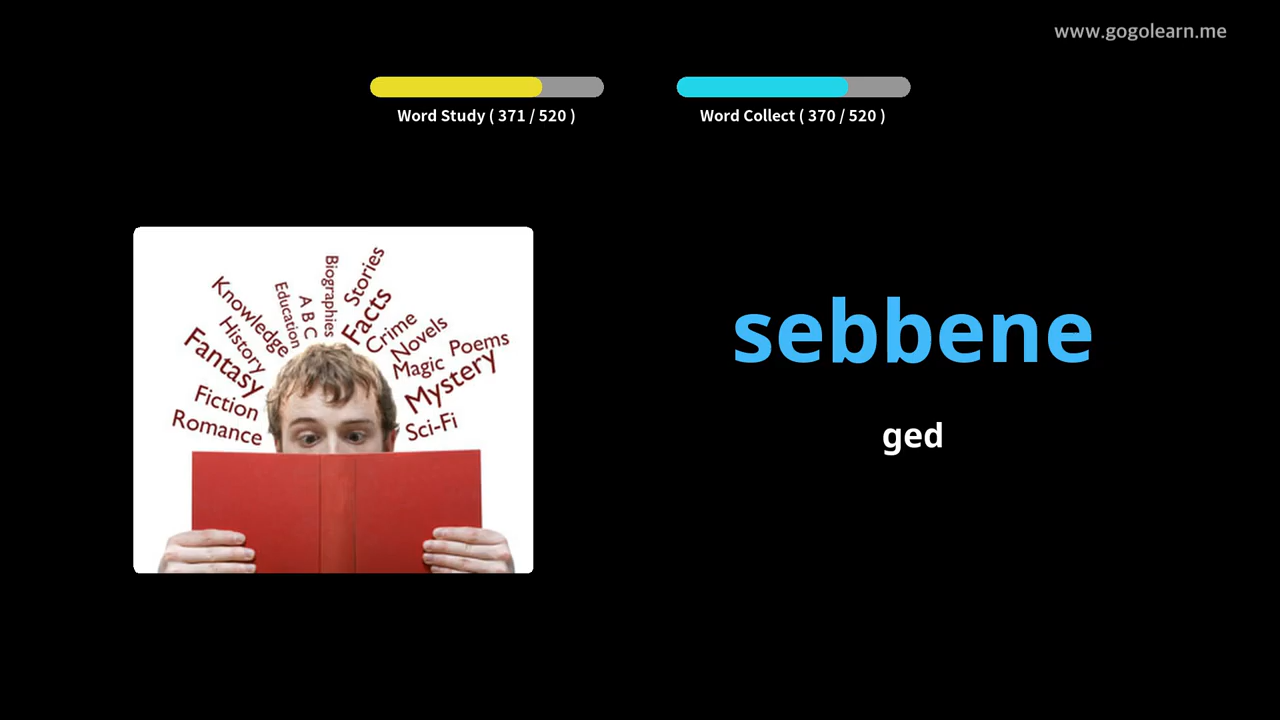 www.gogolearn.me
Word Study ( 371 / 520 )
Word Collect ( 370 / 520 )
Knowledge
Education
A B C
Biographies
Stories
Facts
Crime
Novels
Poems
Magic
Mystery
Sci-Fi
History
Fantasy
Fiction
Romance
sebbene
ged